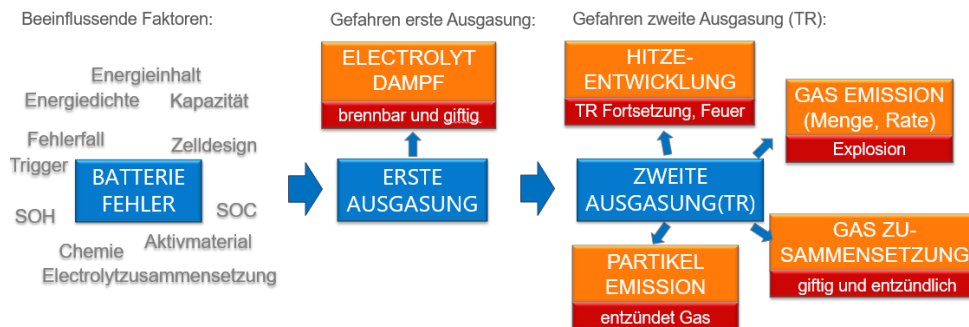 Beeinflussende Faktoren:
Gefahren erste Ausgasung:
Gefahren zweite Ausgasung (TR):
Energieinhalt
Energiedichte
Kapazität
Fehlerfall
Zelldesign
Trigger
BATTERIE
FEHLER
SOH
SOC
Chemie
Aktivmaterial
Electrolytzusammensetzung
ELECTROLYT
DAMPF
brennbar und giftig
ERSTE
AUSGASUNG
HITZE-
ENTWICKLUNG
TR Fortsetzung, Feuer
GAS EMISSION
(Menge, Rate)
Explosion
ZWEITE
AUSGASUNG(TR)
PARTIKEL
EMISSION
entzündet Gas
GAS ZU-
SAMMENSETZUNG
giftig und entzündlich